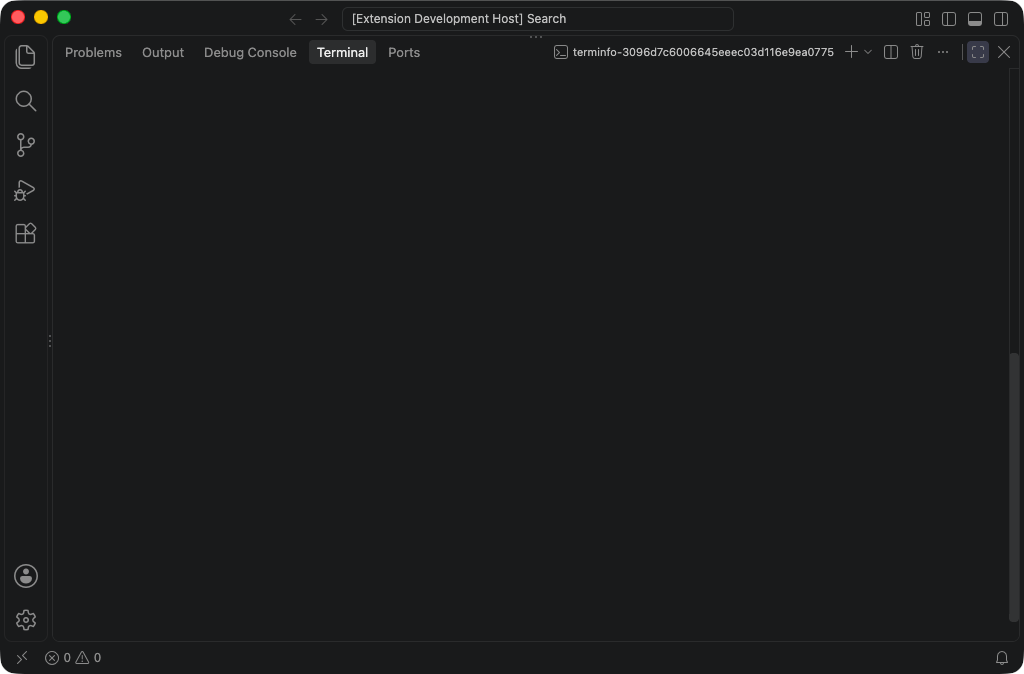 [Extension Development Host] Search
Problems Output Debug Console Terminal Ports terminfo-3096d7c6006645eeec03d116e9ea0775
0 0